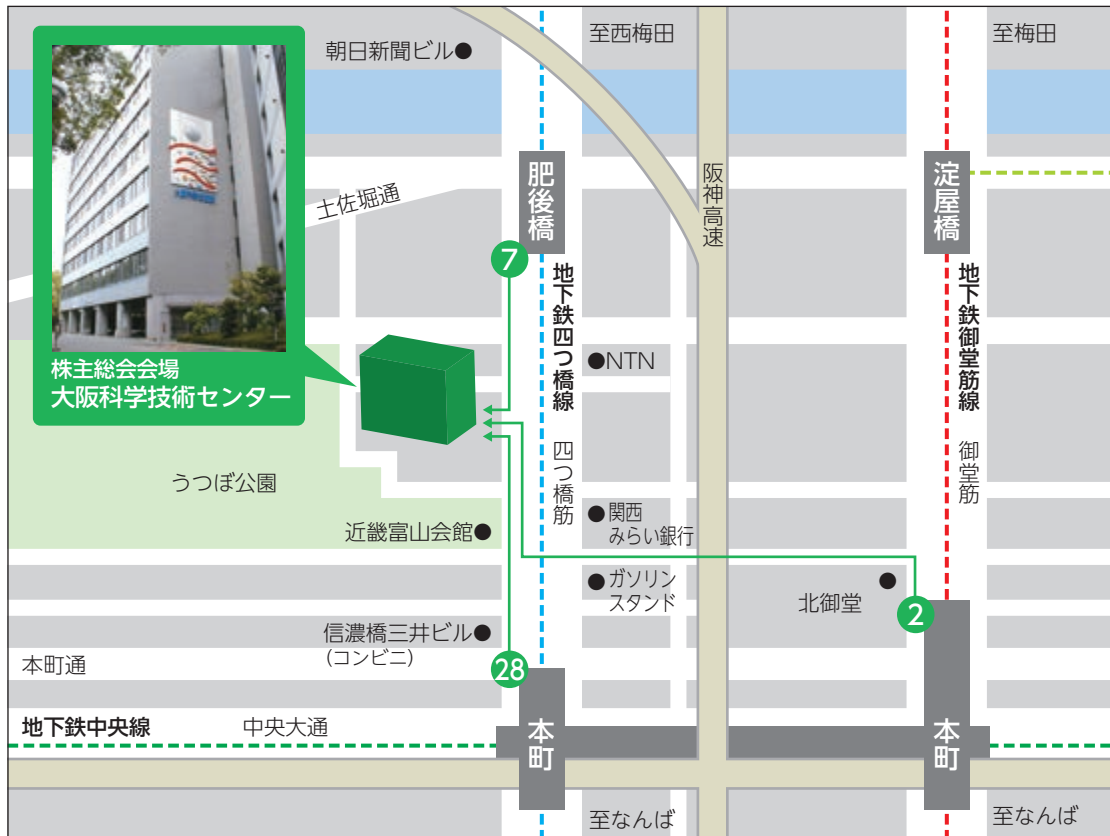 朝日新聞ビル
至西梅田
至梅田
肥後橋
淀屋橋
阪神高速
土佐堀通
7
地下鉄四つ橋線
地下鉄御堂筋線
株主総会会場
大阪科学技術センター
NTN
四つ橋筋
御堂筋
うつぼ公園
近畿富山会館
関西
みらい銀行
ガソリン
スタンド
北御堂
2
信濃橋三井ビル
(コンビニ)
28
本町通
地下鉄中央線
中央大通
本町
本町
至なんば
至なんば